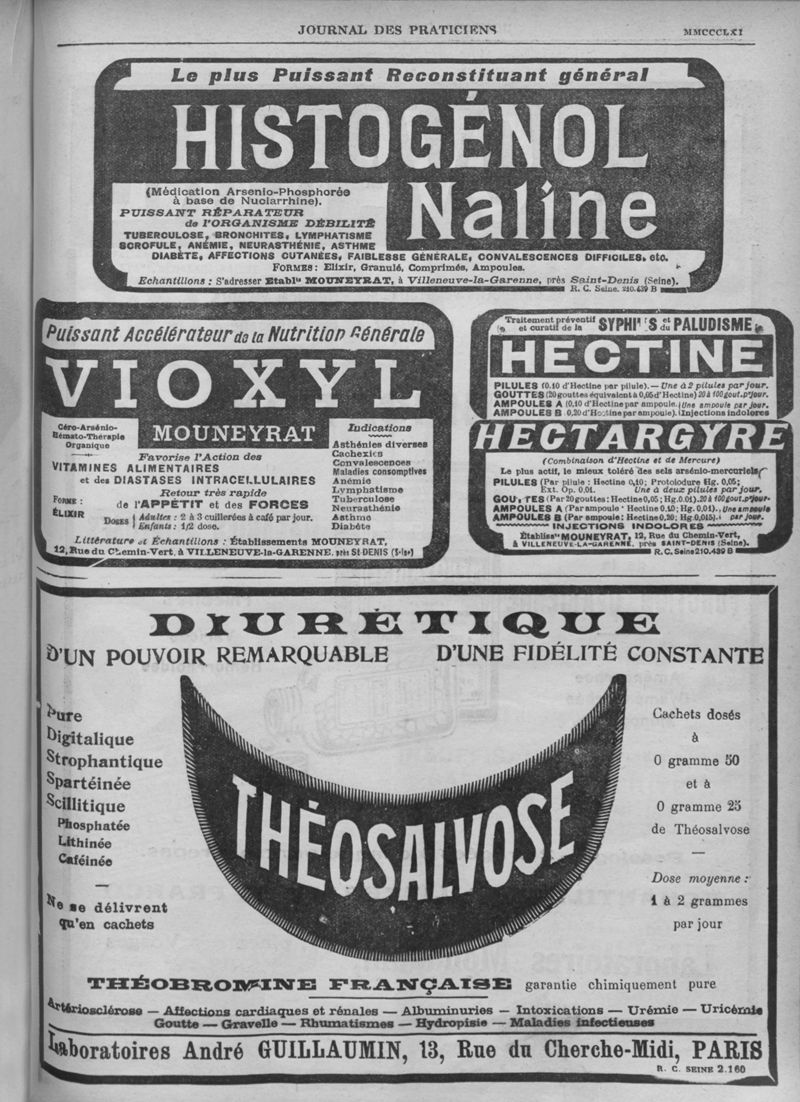 JOURNAL DES PRATICIENS
MMCCCLXI
Le plus Puissant Reconstituant général
HISTOGÉNOL
Naline
(Médication Arsenio-Phosphorée
à base de Nuclarrhine).
PUISSANT RÉPARATEUR
de l'ORGANISME DÉBILITÉ
TUBERCULOSE, BRONCHITES, LYMPHATISME
SCROFULE, ANÉMIE, NEURASTHÉNIE, ASTHME
DIABÈTE, AFFECTIONS CUTANÉES, FAIBLESSE GÉNÉRALE, CONVALESCENCES DIFFICILES, etc.
FORMES : Elixir, Granulé, Comprimés, Ampoules.
Echantillons : S'adresser Etabl.ts MOUNEYRAT, à Villeneuve-la-Garenne, près Saint-Denis (Seine).
R. C. Seine. 210.439 B
Puissant Accélérateur de la Nutrition Générale
VIOXYL
MOUNEYRAT
Céro-Arsénio-
Hémato-Thérapie
Organique
Favorise l'Action des
VITAMINES ALIMENTAIRES
et des DIASTASES INTRACELLULAIRES
Retour très rapide
de l'APPÉTIT et des FORCES
FORME :
ÉLIXIR
DOSES
Adultes : 2 à 3 cuillerées à café par jour.
Enfants : 1/2 dose.
Indications
Asthénies diverses
Cachexies
Convalescences
Maladies consomptives
Anémie
Lymphatisme
Tuberculose
Neurasthénie
Asthme
Diabète
Littérature et Échantillons : Établissements MOUNEYRAT,
12, Rue du Chemin-Vert, à VILLENEUVE-la-GARENNE, près St-DENIS (Seine)
Traitement préventif
et curatif de la
SYPHILIS et du PALUDISME
HECTINE
PILULES (0.10 d'Hectine par pilule). — Une à 2 pilules par jour.
GOUTTES (20 gouttes équivalent à 0,05 d'Hectine) 20 à 100 gout. p' jour.
AMPOULES A (0,10 d'Hectine par ampoule. (Une ampoule par jour.
AMPOULES B 0,20 d'Hectine par ampoule). (Injections indolores
HECTARGYRE
(Combinaison d'Hectine et de Mercure)
Le plus actif, le mieux toléré des sels arsénio-mercuriels
PILULES (Par pilule : Hectine 0,10; Protoiodure Hg. 0,05;
Ext. Op. 0,01. Une à deux pilules par jour.
GOUTTES (Par 20 gouttes : Hectine 0,05; Hg. 0,01). 20 à 100 gout. p' jour.
AMPOULES A (Par ampoule : Hectine 0,10; Hg. 0,01). Une ampoule
AMPOULES B (Par ampoule : Hectine 0,20; Hg. 0,015). par jour.
INJECTIONS INDOLORES
Établiss.ts MOUNEYRAT, 12, Rue du Chemin-Vert,
à VILLENEUVE-LA-GARENNE, près SAINT-DENIS (Seine).
R. C. Seine 210.439 B
DIURÉTIQUE
D'UN POUVOIR REMARQUABLE D'UNE FIDÉLITÉ CONSTANTE
Pure
Digitalique
Strophantique
Spartéinée
Scillitique
Phosphatée
Lithinée
Caféinée
—
Ne se délivrent
qu'en cachets
THÉOSALVOSE
Cachets dosés
à
0 gramme 50
et à
0 gramme 25
de Théosalvose
—
Dose moyenne :
1 à 2 grammes
par jour
THÉOBROMINE FRANÇAISE garantie chimiquement pure
Artériosclérose — Affections cardiaques et rénales — Albuminuries — Intoxications — Urémie — Uricémie
Goutte — Gravelle — Rhumatismes — Hydropisie — Maladies infectieuses
Laboratoires André GUILLAUMIN, 13, Rue du Cherche-Midi, PARIS
R. C. SEINE 2.160